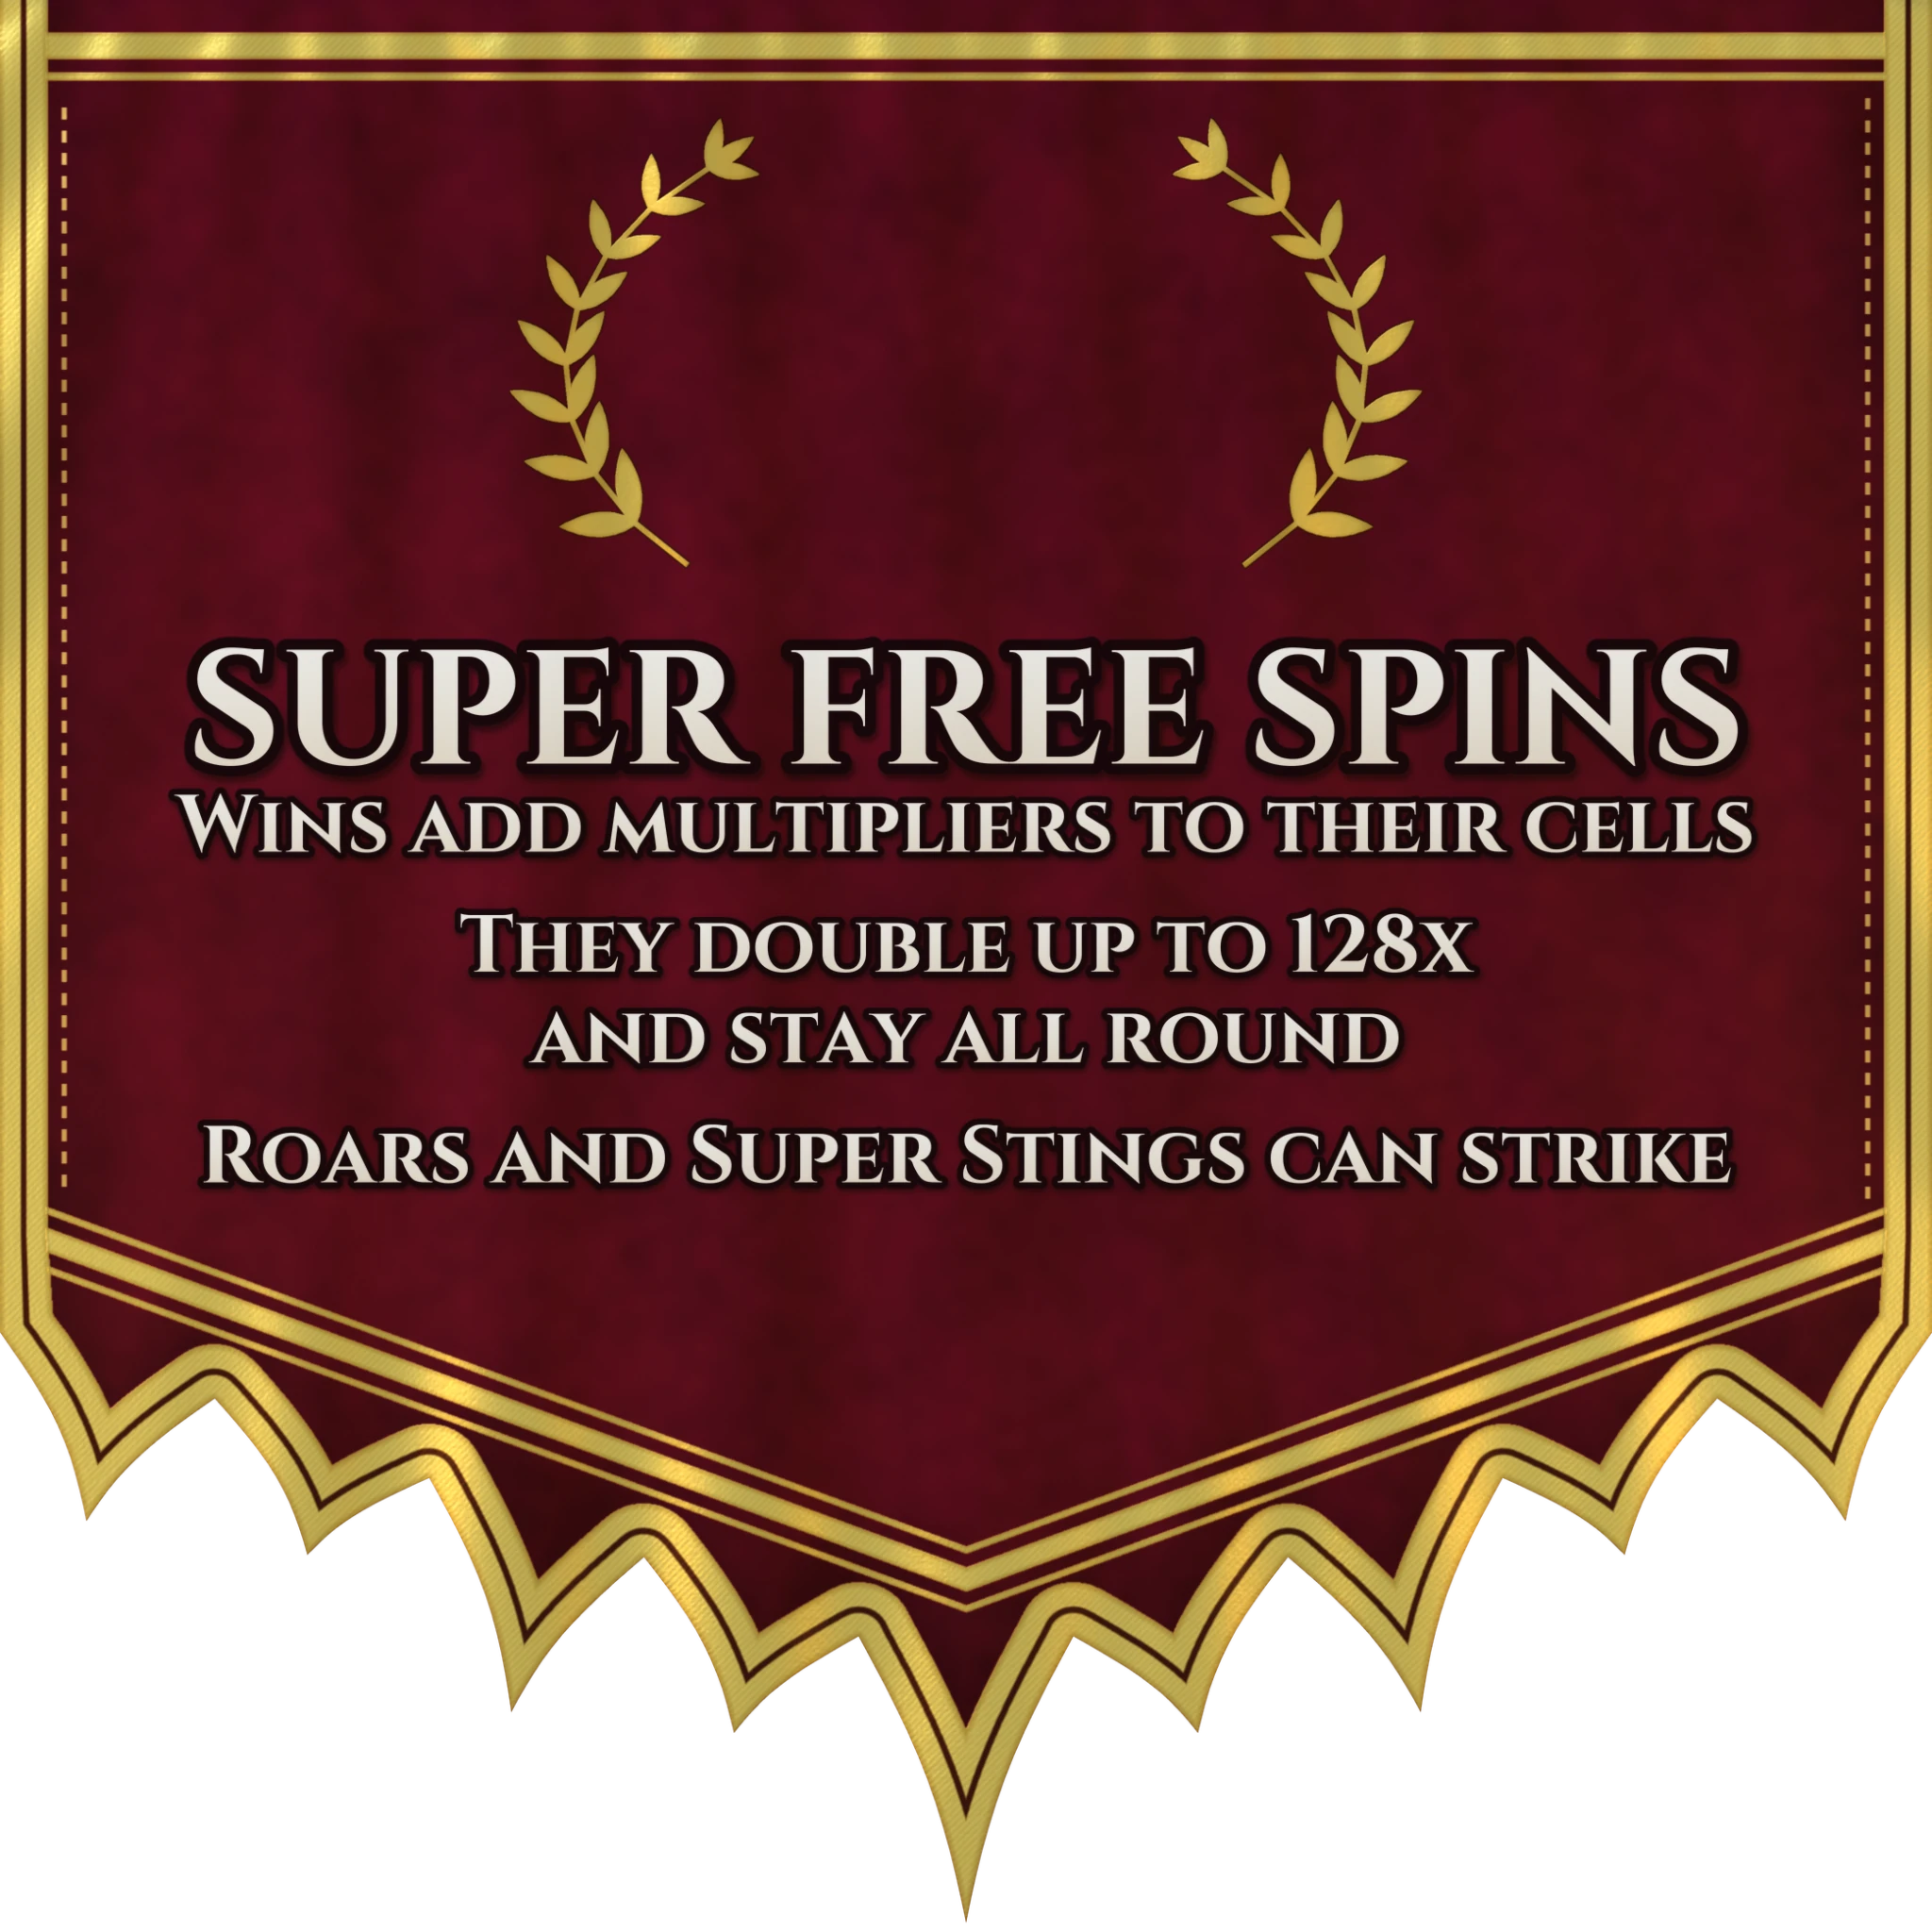 SUPER FREE SPINS
Wins add multipliers to their cells
They double up to 128x
and stay all round
Roars and Super Stings can strike